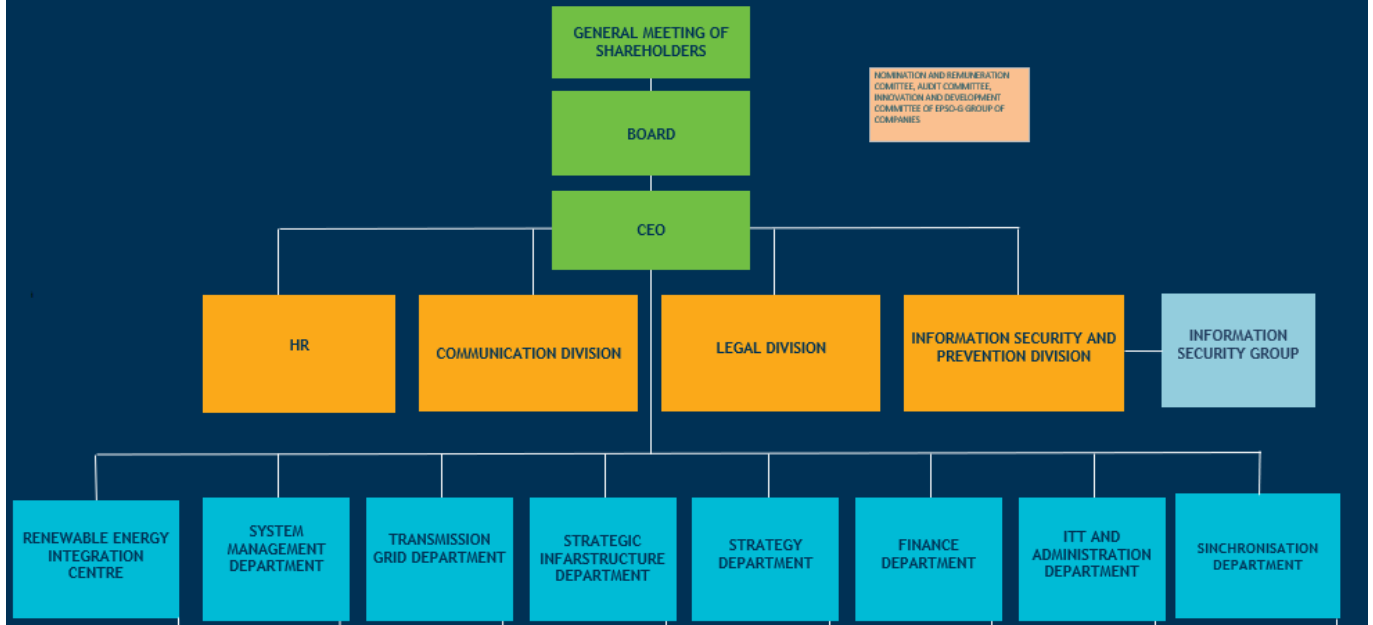 GENERAL MEETING OF
SHAREHOLDERS
NOMINATION AND REMUNERATION
COMITTEE, AUDIT COMMITTEE,
INNOVATION AND DEVELOPMENT
COMMITTEE OF EPSO-G GROUP OF
COMPANIES
BOARD
CEO
HR
COMMUNICATION DIVISION
LEGAL DIVISION
INFORMATION SECURITY AND
PREVENTION DIVISION
INFORMATION
SECURITY GROUP
RENEWABLE ENERGY
INTEGRATION
CENTRE
SYSTEM
MANAGEMENT
DEPARTMENT
TRANSMISSION
GRID DEPARTMENT
STRATEGIC
INFARSTRUCTURE
DEPARTMENT
STRATEGY
DEPARTMENT
FINANCE
DEPARTMENT
ITT AND
ADMINISTRATION
DEPARTMENT
SINCHRONISATION
DEPARTMENT